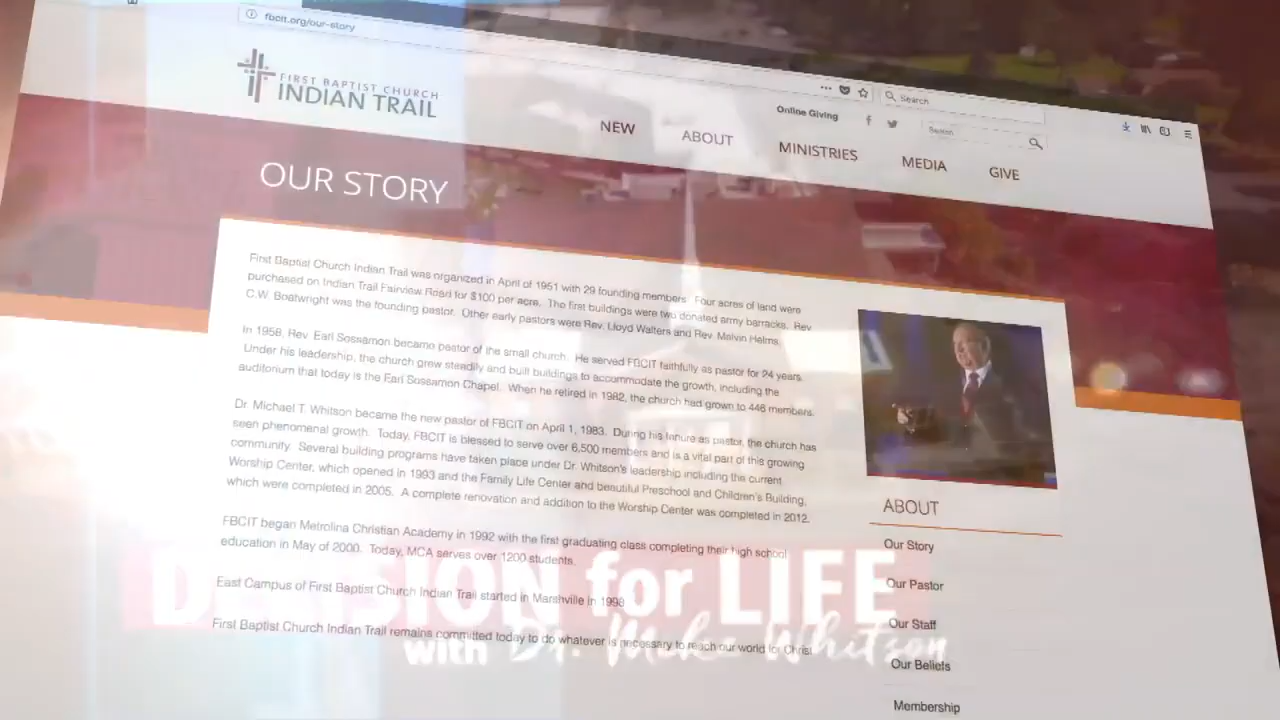 fbcit.org/our-story
Search
FIRST BAPTIST CHURCH
INDIAN TRAIL
Online Giving
Search
NEW
ABOUT
MINISTRIES
MEDIA
GIVE
OUR STORY
First Baptist Church Indian Trail was organized in April of 1951 with 29 founding members. Four acres of land were
purchased on Indian Trail Fairview Road for $100 per acre. The first buildings were two donated army barracks. Rev
C.W. Boatwright was the founding pastor. Other early pastors were Rev. Lloyd Walters and Rev. Malvin Helms.
In 1958, Rev. Earl Sossamon became pastor of the small church. He served FBCIT faithfully as pastor for 24 years.
Under his leadership, the church grew steadily and built buildings to accommodate the growth, including the
auditorium that today is the Earl Sossamon Chapel. When he retired in 1982, the church had grown to 446 members.
Dr. Michael T. Whitson became the new pastor of FBCIT on April 1, 1983. During his tenure as pastor, the church has
seen phenomenal growth. Today, FBCIT is blessed to serve over 6,500 members and is a vital part of this growing
community. Several building programs have taken place under Dr. Whitson's leadership including the current
Worship Center, which opened in 1993 and the Family Life Center and beautiful Preschool and Children's Building,
which were completed in 2005. A complete renovation and addition to the Worship Center was completed in 2012.
FBCIT began Metrolina Christian Academy in 1992 with the first graduating class completing their high school
education in May of 2000. Today, MCA serves over 1200 students.
East Campus of First Baptist Church Indian Trail started in Marshville in 1998.
First Baptist Church Indian Trail remains committed today to do whatever is necessary to reach our world for Christ.
ABOUT
Our Story
Our Pastor
Our Staff
Our Beliefs
Membership
DECISION for LIFE
with Dr. Mike Whitson